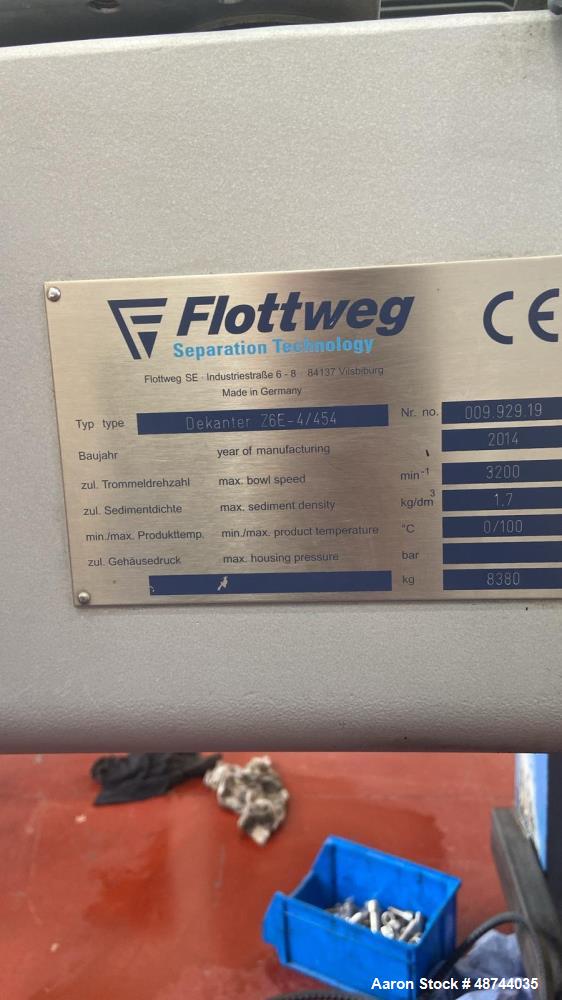 Flottweg CE
Separation Technology
Flottweg SE · Industriestraße 6 - 8 · 84137 Vilsbiburg
Made in Germany
Typ type Dekanter Z6E-4/454 Nr. no. 009.929.19
Baujahr year of manufacturing 2014
zul. Trommeldrehzahl max. bowl speed min-1 3200
zul. Sedimentdichte max. sediment density kg/dm3 1.7
min./max. Produkttemp. min./max. product temperature °C 0/100
zul. Gehäusedruck max. housing pressure bar
kg 8380
Aaron Stock # 48744035